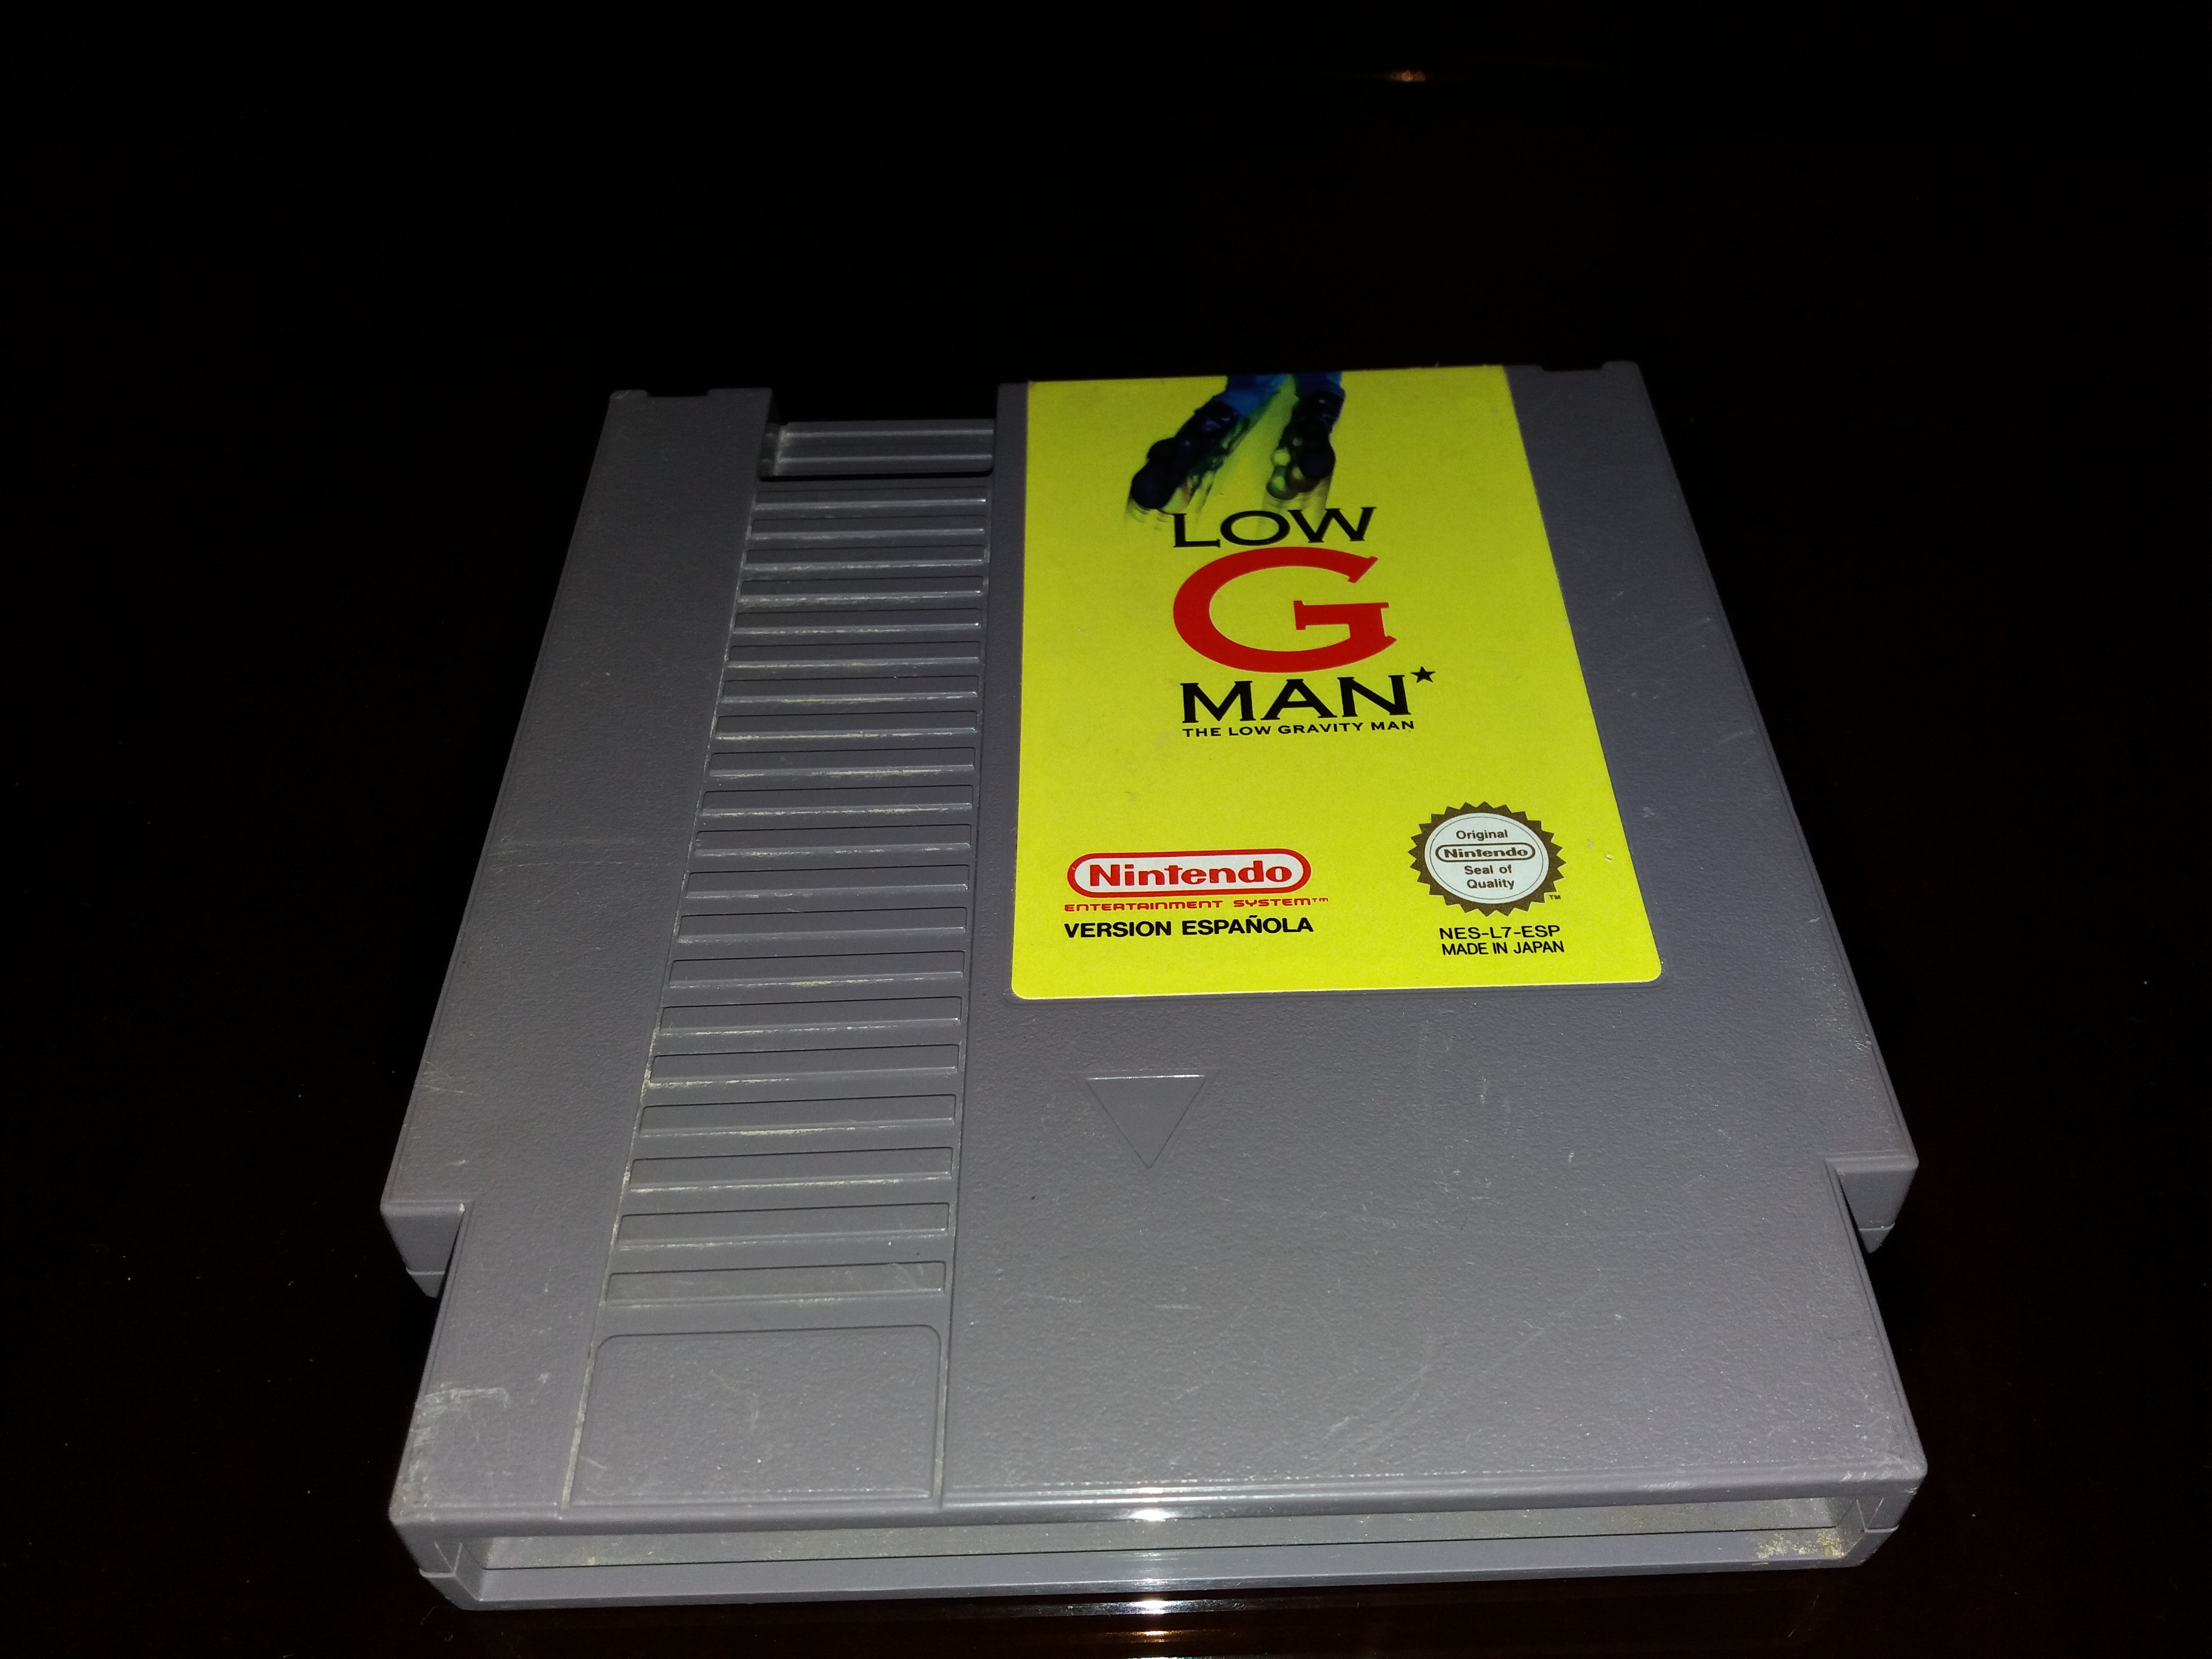 LOW
G
MAN★
THE LOW GRAVITY MAN
Nintendo
ENTERTAINMENT SYSTEM™
VERSION ESPAÑOLA
Original
Nintendo
Seal of
Quality
™
NES-L7-ESP
MADE IN JAPAN